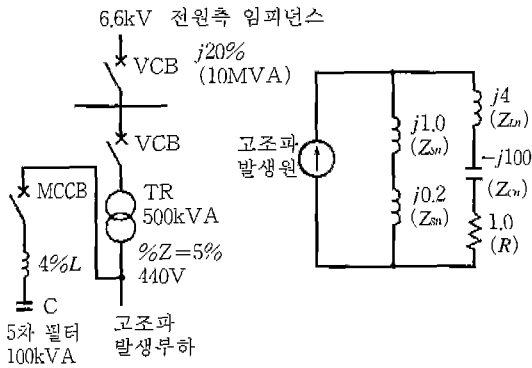 6.6kV 전원측 임피던스
j20%
(10MVA)
VCB
VCB
MCCB
TR
500kVA
%Z=5%
440V
4%L
C
5차 필터
100kVA
고조파
발생부하
고조파
발생원
j1.0
(Zsn)
j0.2
(Zsn)
j4
(ZLn)
-j100
(ZCn)
1.0
(R)